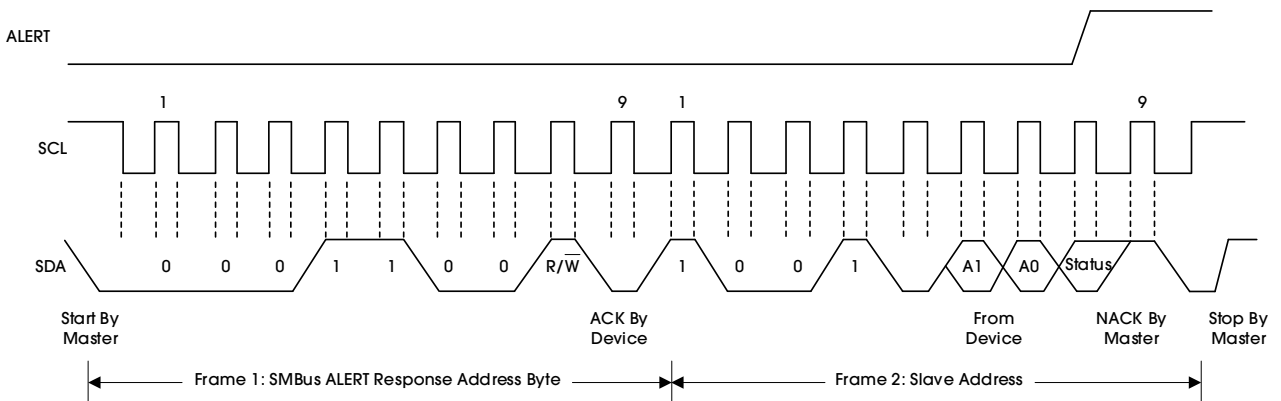 ALERT
1 9 1 9
SCL
SDA
0 0 0 1 1 0 0 R/W̅ 1 0 0 1 A1 A0 Status
Start By
Master
ACK By
Device
From
Device
NACK By
Master
Stop By
Master
Frame 1: SMBus ALERT Response Address Byte
Frame 2: Slave Address